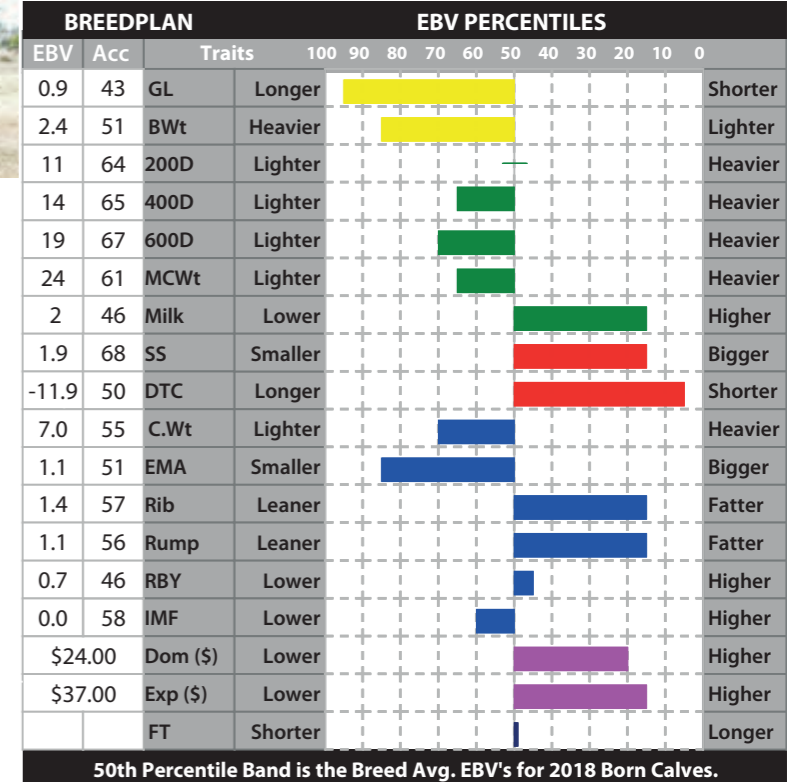 BREEDPLAN EBV PERCENTILES
EBV Acc Traits 100 90 80 70 60 50 40 30 20 10 0
0.9 43 GL Longer Shorter
2.4 51 BWt Heavier Lighter
11 64 200D Lighter Heavier
14 65 400D Lighter Heavier
19 67 600D Lighter Heavier
24 61 MCWt Lighter Heavier
2 46 Milk Lower Higher
1.9 68 SS Smaller Bigger
-11.9 50 DTC Longer Shorter
7.0 55 C.Wt Lighter Heavier
1.1 51 EMA Smaller Bigger
1.4 57 Rib Leaner Fatter
1.1 56 Rump Leaner Fatter
0.7 46 RBY Lower Higher
0.0 58 IMF Lower Higher
$24.00 Dom ($) Lower Higher
$37.00 Exp ($) Lower Higher
FT Shorter Longer
50th Percentile Band is the Breed Avg. EBV's for 2018 Born Calves.